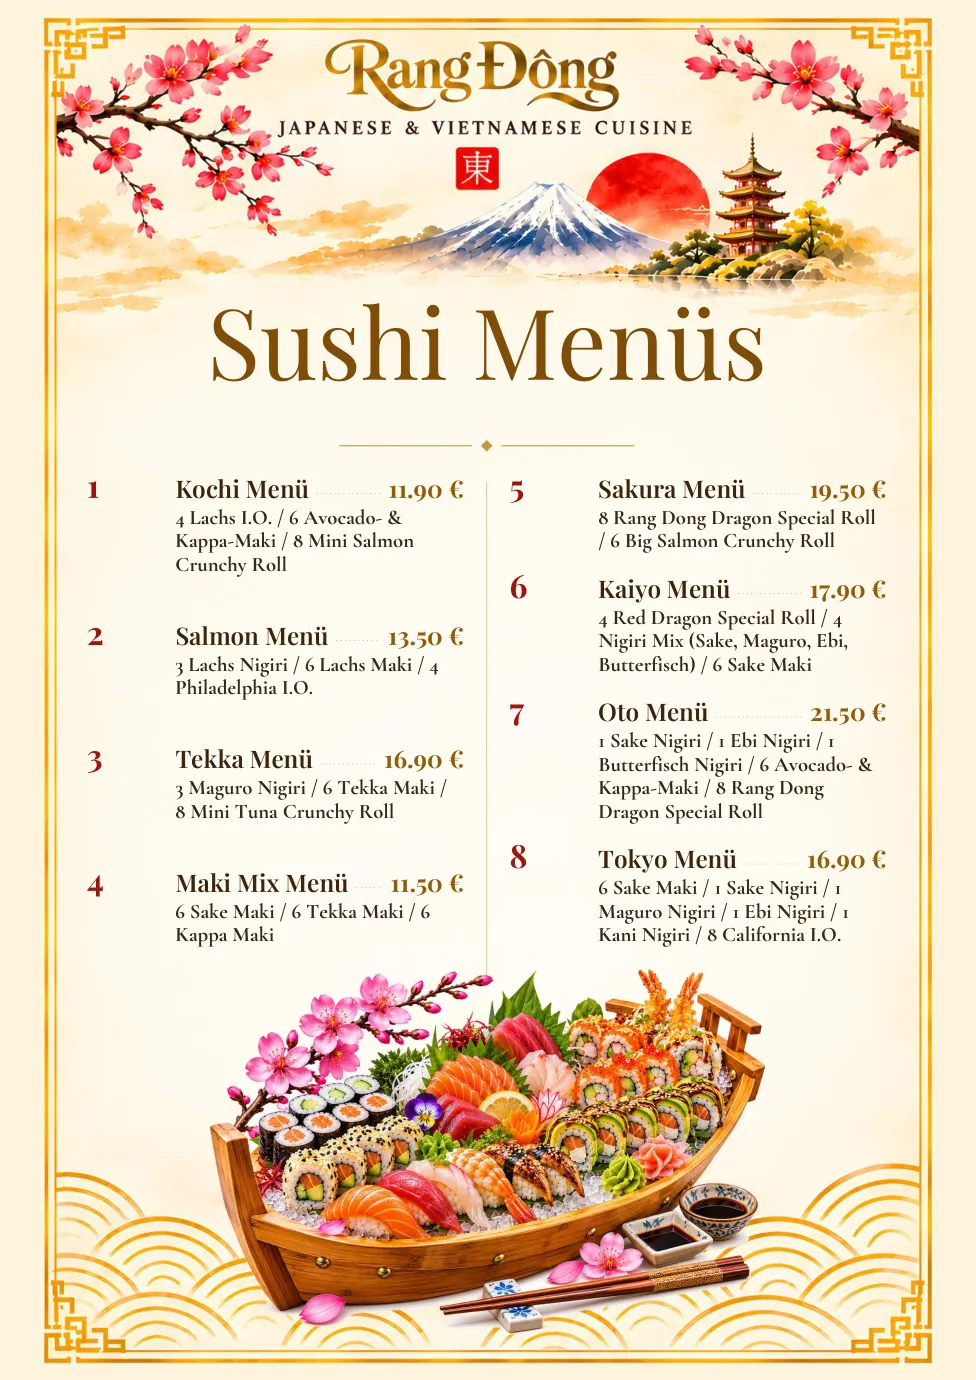 Rang Đông
JAPANESE & VIETNAMESE CUISINE
東
Sushi Menüs
1 Kochi Menü 11.90 €
4 Lachs I.O. / 6 Avocado- &
Kappa-Maki / 8 Mini Salmon
Crunchy Roll
2 Salmon Menü 13.50 €
3 Lachs Nigiri / 6 Lachs Maki / 4
Philadelphia I.O.
3 Tekka Menü 16.90 €
3 Maguro Nigiri / 6 Tekka Maki /
8 Mini Tuna Crunchy Roll
4 Maki Mix Menü 11.50 €
6 Sake Maki / 6 Tekka Maki / 6
Kappa Maki
5 Sakura Menü 19.50 €
8 Rang Dong Dragon Special Roll
/ 6 Big Salmon Crunchy Roll
6 Kaiyo Menü 17.90 €
4 Red Dragon Special Roll / 4
Nigiri Mix (Sake, Maguro, Ebi,
Butterfisch) / 6 Sake Maki
7 Oto Menü 21.50 €
1 Sake Nigiri / 1 Ebi Nigiri / 1
Butterfisch Nigiri / 6 Avocado- &
Kappa-Maki / 8 Rang Dong
Dragon Special Roll
8 Tokyo Menü 16.90 €
6 Sake Maki / 1 Sake Nigiri / 1
Maguro Nigiri / 1 Ebi Nigiri / 1
Kani Nigiri / 8 California I.O.